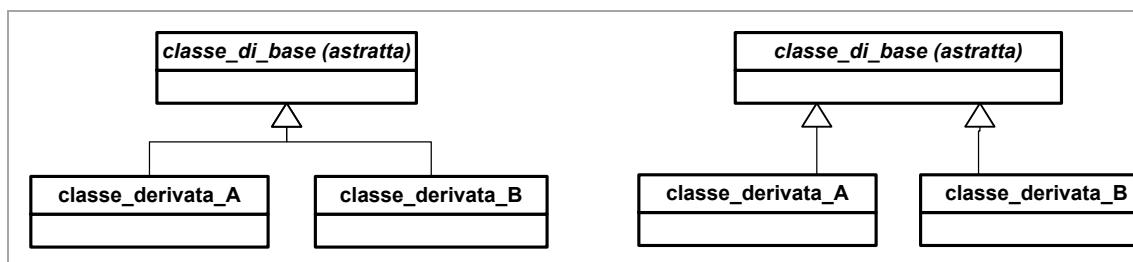 classe_di_base (astratta)
classe_derivata_A
classe_derivata_B
classe_di_base (astratta)
classe_derivata_A
classe_derivata_B